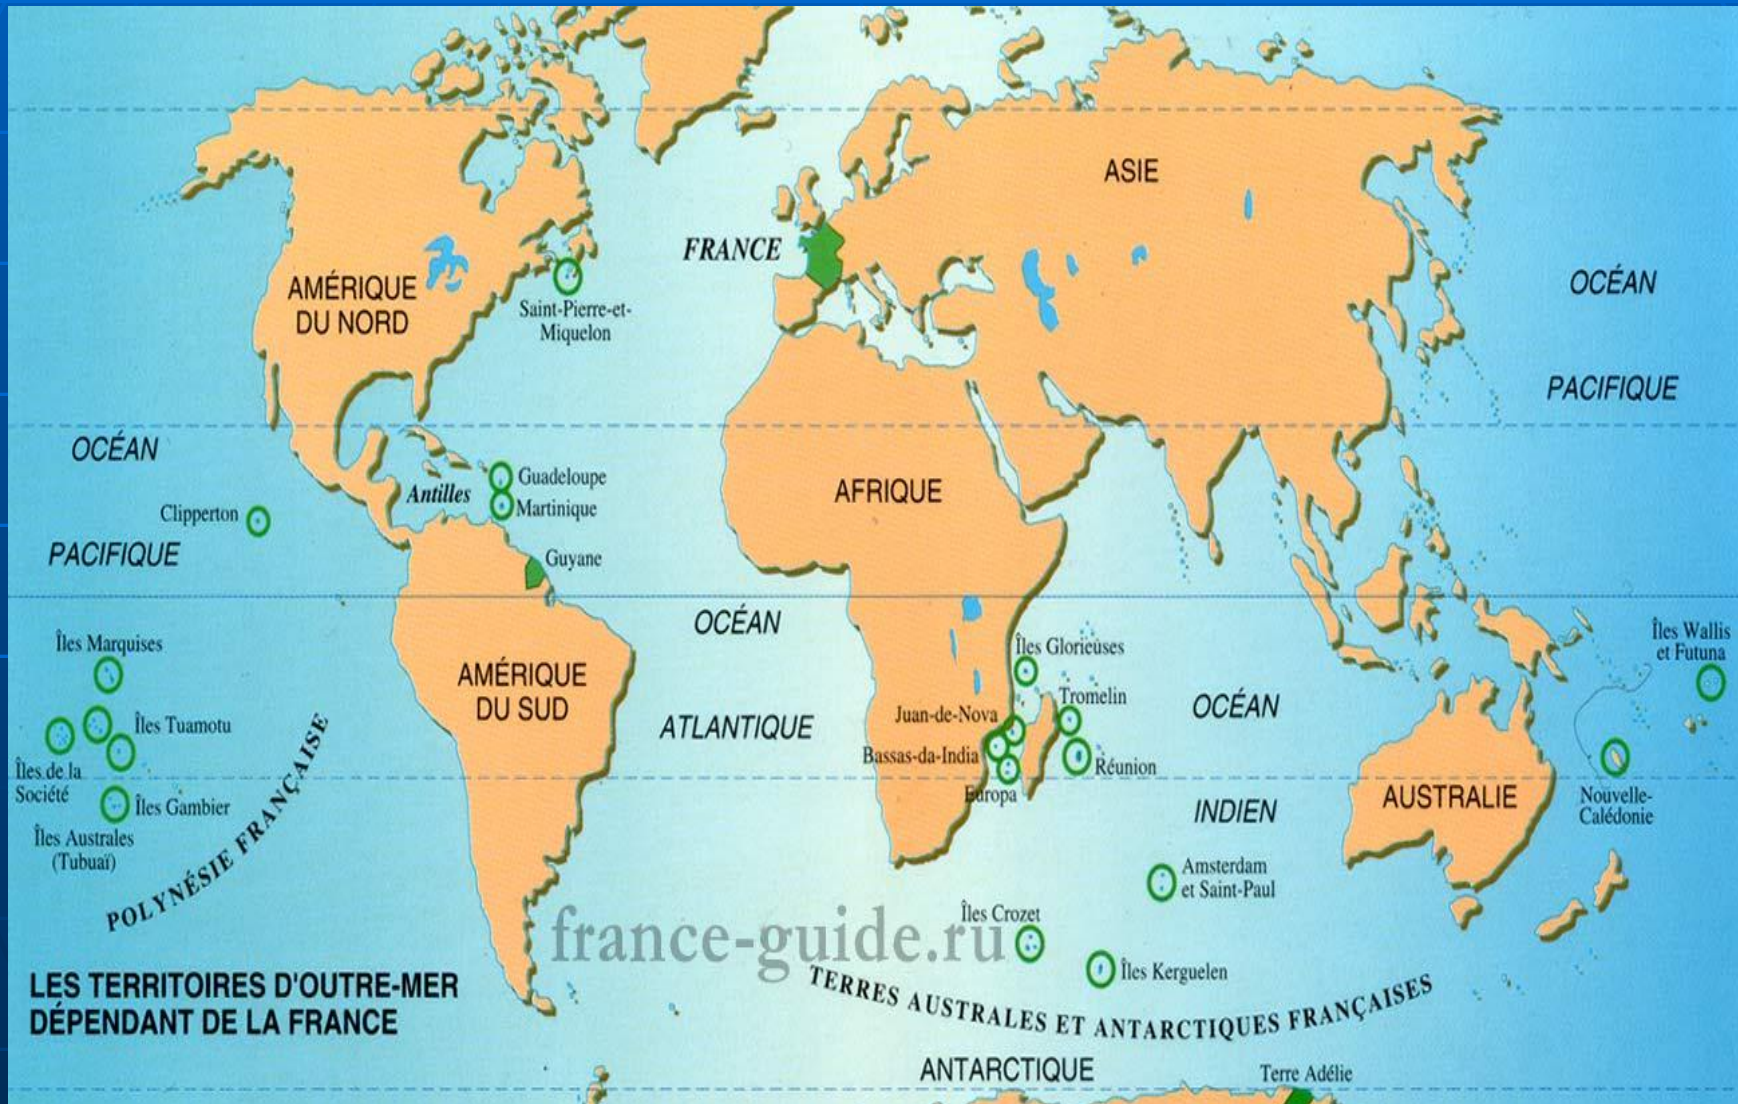 ASIE
FRANCE
AMÉRIQUE
DU NORD
Saint-Pierre-et-
Miquelon
OCÉAN
PACIFIQUE
OCÉAN
PACIFIQUE
Clipperton
Antilles
Guadeloupe
Martinique
Guyane
AFRIQUE
OCÉAN
ATLANTIQUE
AMÉRIQUE
DU SUD
Îles Marquises
Îles Tuamotu
Îles de la
Société
Îles Gambier
Îles Australes
(Tubuaï)
POLYNÉSIE FRANÇAISE
Îles Glorieuses
Tromelin
Juan-de-Nova
Bassas-da-India
Europa
Réunion
OCÉAN
INDIEN
Îles Wallis
et Futuna
AUSTRALIE
Nouvelle-
Calédonie
Amsterdam
et Saint-Paul
Îles Crozet
Îles Kerguelen
france-guide.ru
TERRES AUSTRALES ET ANTARCTIQUES FRANÇAISES
LES TERRITOIRES D'OUTRE-MER
DÉPENDANT DE LA FRANCE
ANTARCTIQUE
Terre Adélie